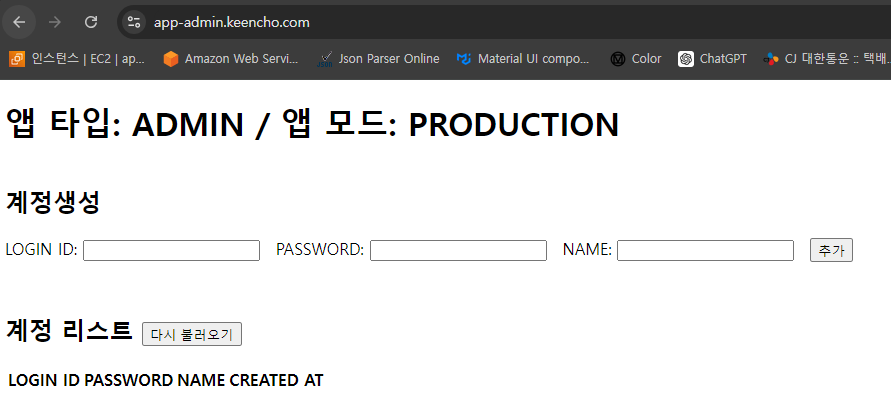 app-admin.keencho.com
인스턴스 | EC2 | ap... Amazon Web Servi... Json Parser Online Material UI compo... Color ChatGPT CJ 대한통운 :: 택배...
앱 타입: ADMIN / 앱 모드: PRODUCTION
계정생성
LOGIN ID: PASSWORD: NAME: 추가
계정 리스트 다시 불러오기
LOGIN ID PASSWORD NAME CREATED AT